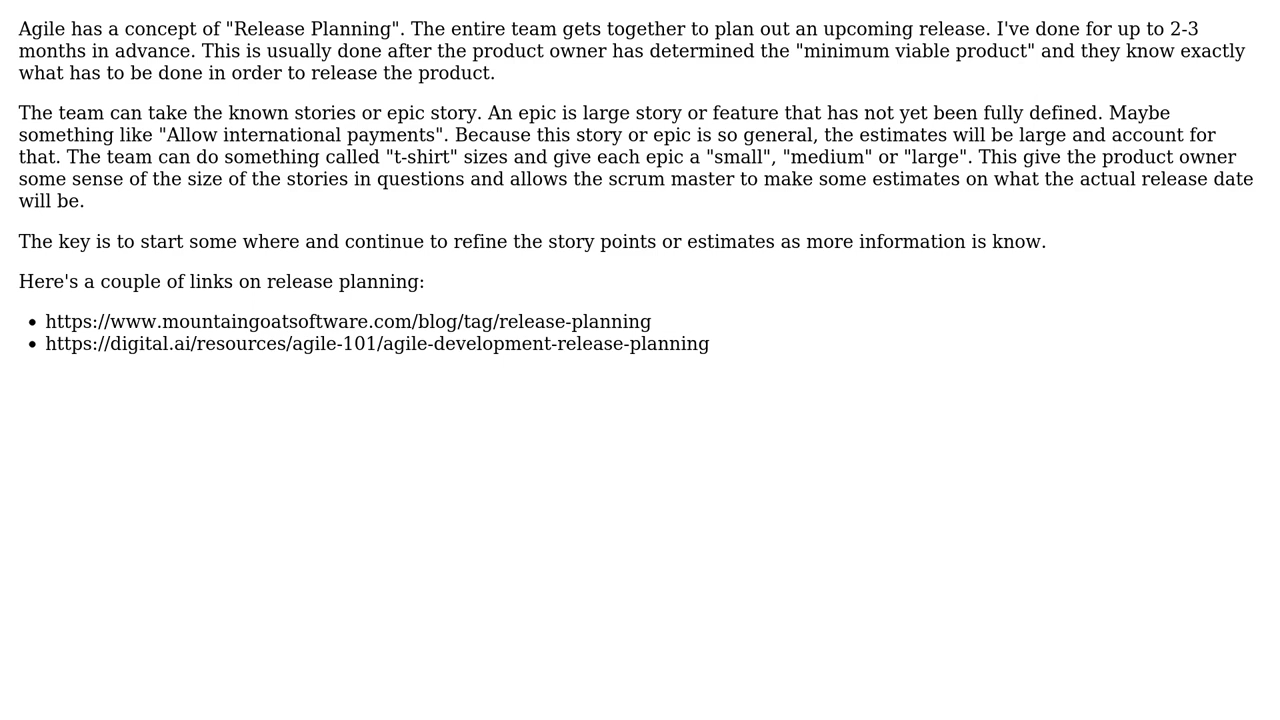 Agile has a concept of "Release Planning". The entire team gets together to plan out an upcoming release. I've done for up to 2-3
months in advance. This is usually done after the product owner has determined the "minimum viable product" and they know exactly
what has to be done in order to release the product.
The team can take the known stories or epic story. An epic is large story or feature that has not yet been fully defined. Maybe
something like "Allow international payments". Because this story or epic is so general, the estimates will be large and account for
that. The team can do something called "t-shirt" sizes and give each epic a "small", "medium" or "large". This give the product owner
some sense of the size of the stories in questions and allows the scrum master to make some estimates on what the actual release date
will be.
The key is to start some where and continue to refine the story points or estimates as more information is know.
Here's a couple of links on release planning:
• https://www.mountaingoatsoftware.com/blog/tag/release-planning
• https://digital.ai/resources/agile-101/agile-development-release-planning